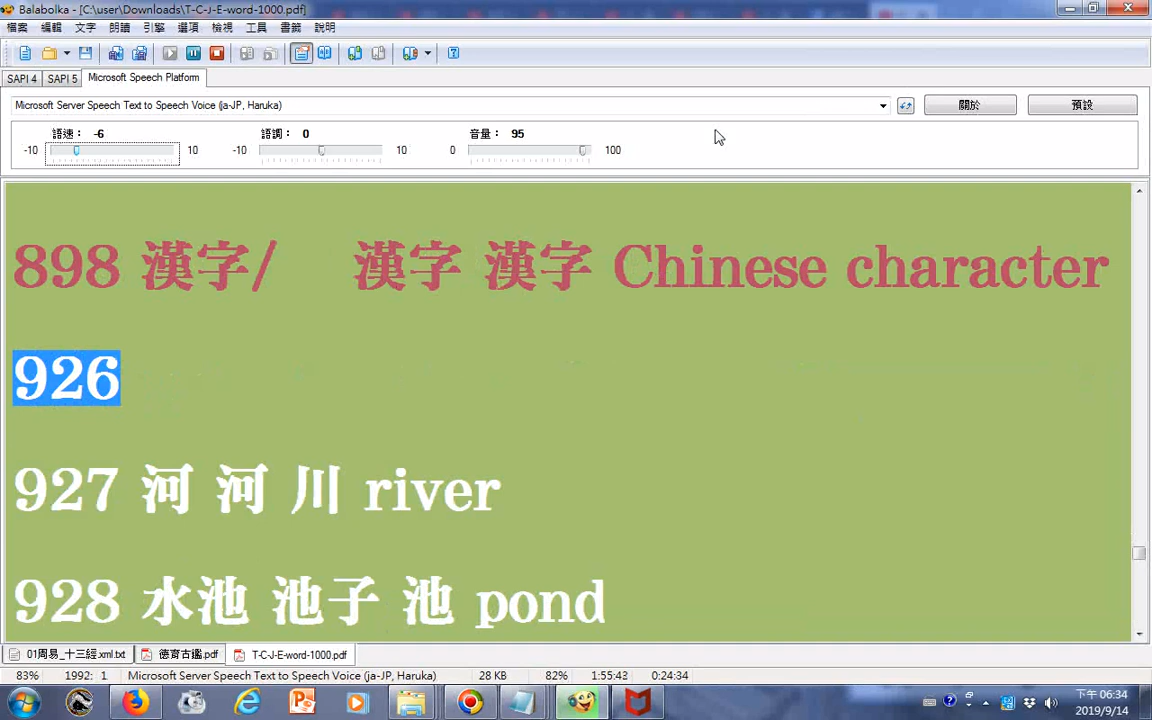 Balabolka - [C:\user\Downloads\T-C-J-E-word-1000.pdf]
檔案 編輯 文字 朗讀 引擎 選項 檢視 工具 書籤 說明
SAPI 4 SAPI 5 Microsoft Speech Platform
Microsoft Server Speech Text to Speech Voice (ja-JP, Haruka) 關於 預設
語速： -6 語調： 0 音量： 95
-10 10 -10 10 0 100
898 漢字/ 漢字 漢字 Chinese character
926
927 河 河 川 river
928 水池 池子 池 pond
01周易_十三經.xml.txt 德育古鑑.pdf T-C-J-E-word-1000.pdf
83% 1992: 1 Microsoft Server Speech Text to Speech Voice (ja-JP, Haruka) 28 KB 82% 1:55:43 0:24:34
下午 06:34
2019/9/14